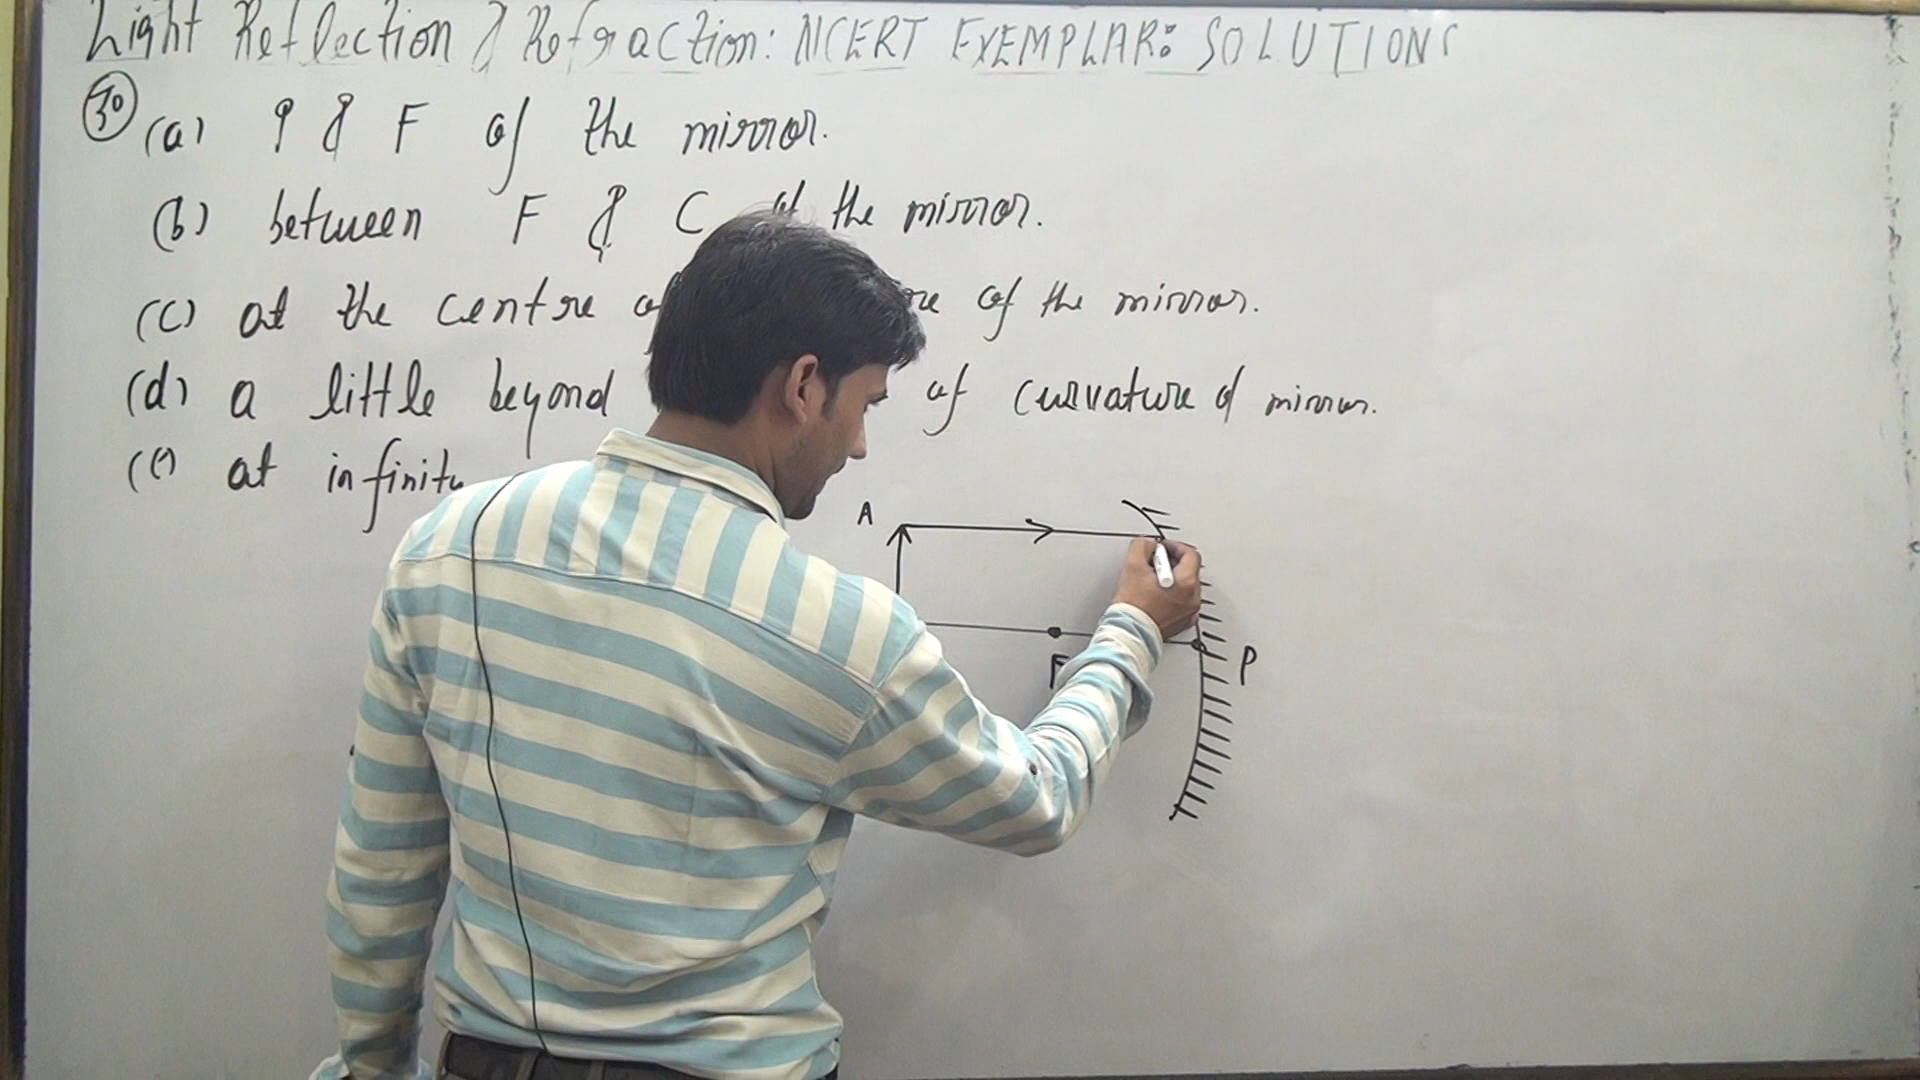 Light Reflection & Refraction: NCERT EXEMPLAR: SOLUTIONS
30
(a) P & F of the mirror.
(b) between F & C of the mirror.
(c) at the centre of the mirror.
(d) a little beyond of curvature of mirror.
(e) at infinity
A
F
P